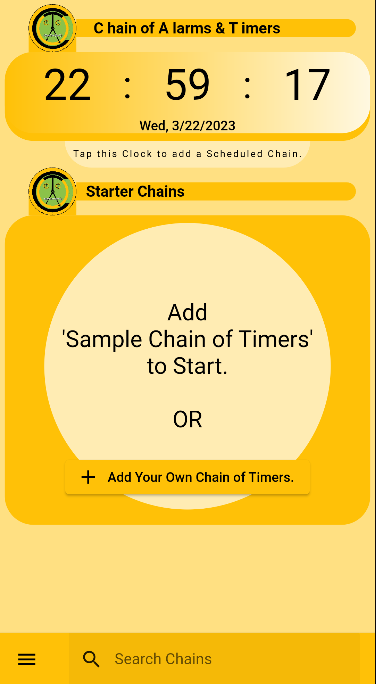 C hain of A larms & T imers
22 : 59 : 17
Wed, 3/22/2023
Tap this Clock to add a Scheduled Chain.
Starter Chains
Add
'Sample Chain of Timers'
to Start.
OR
Add Your Own Chain of Timers.
Search Chains